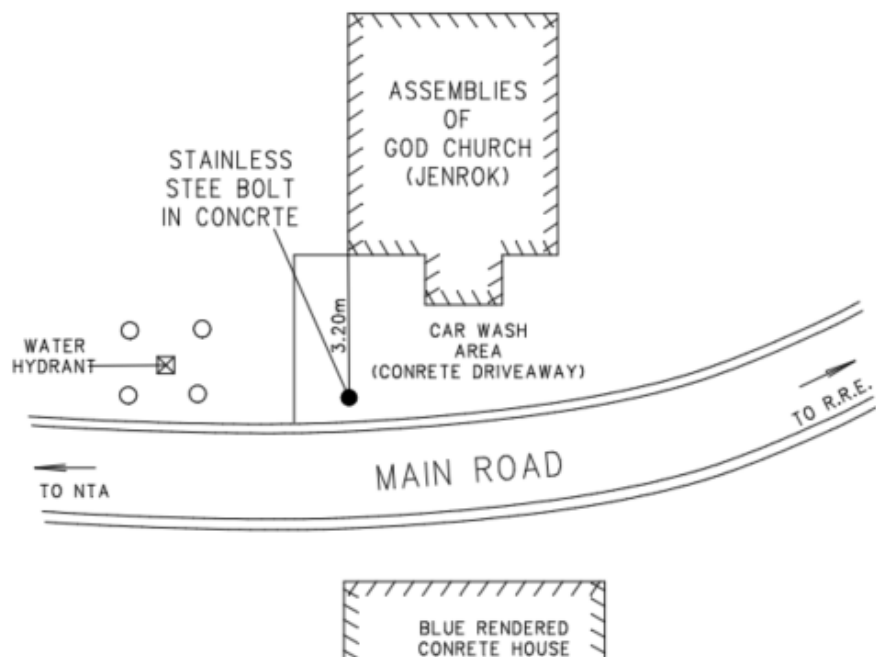 ASSEMBLIES
OF
GOD CHURCH
(JENROK)
STAINLESS
STEE BOLT
IN CONCRTE
3.20m
WATER
HYDRANT
CAR WASH
AREA
(CONRETE DRIVEAWAY)
TO R.R.E.
MAIN ROAD
TO NTA
BLUE RENDERED
CONRETE HOUSE